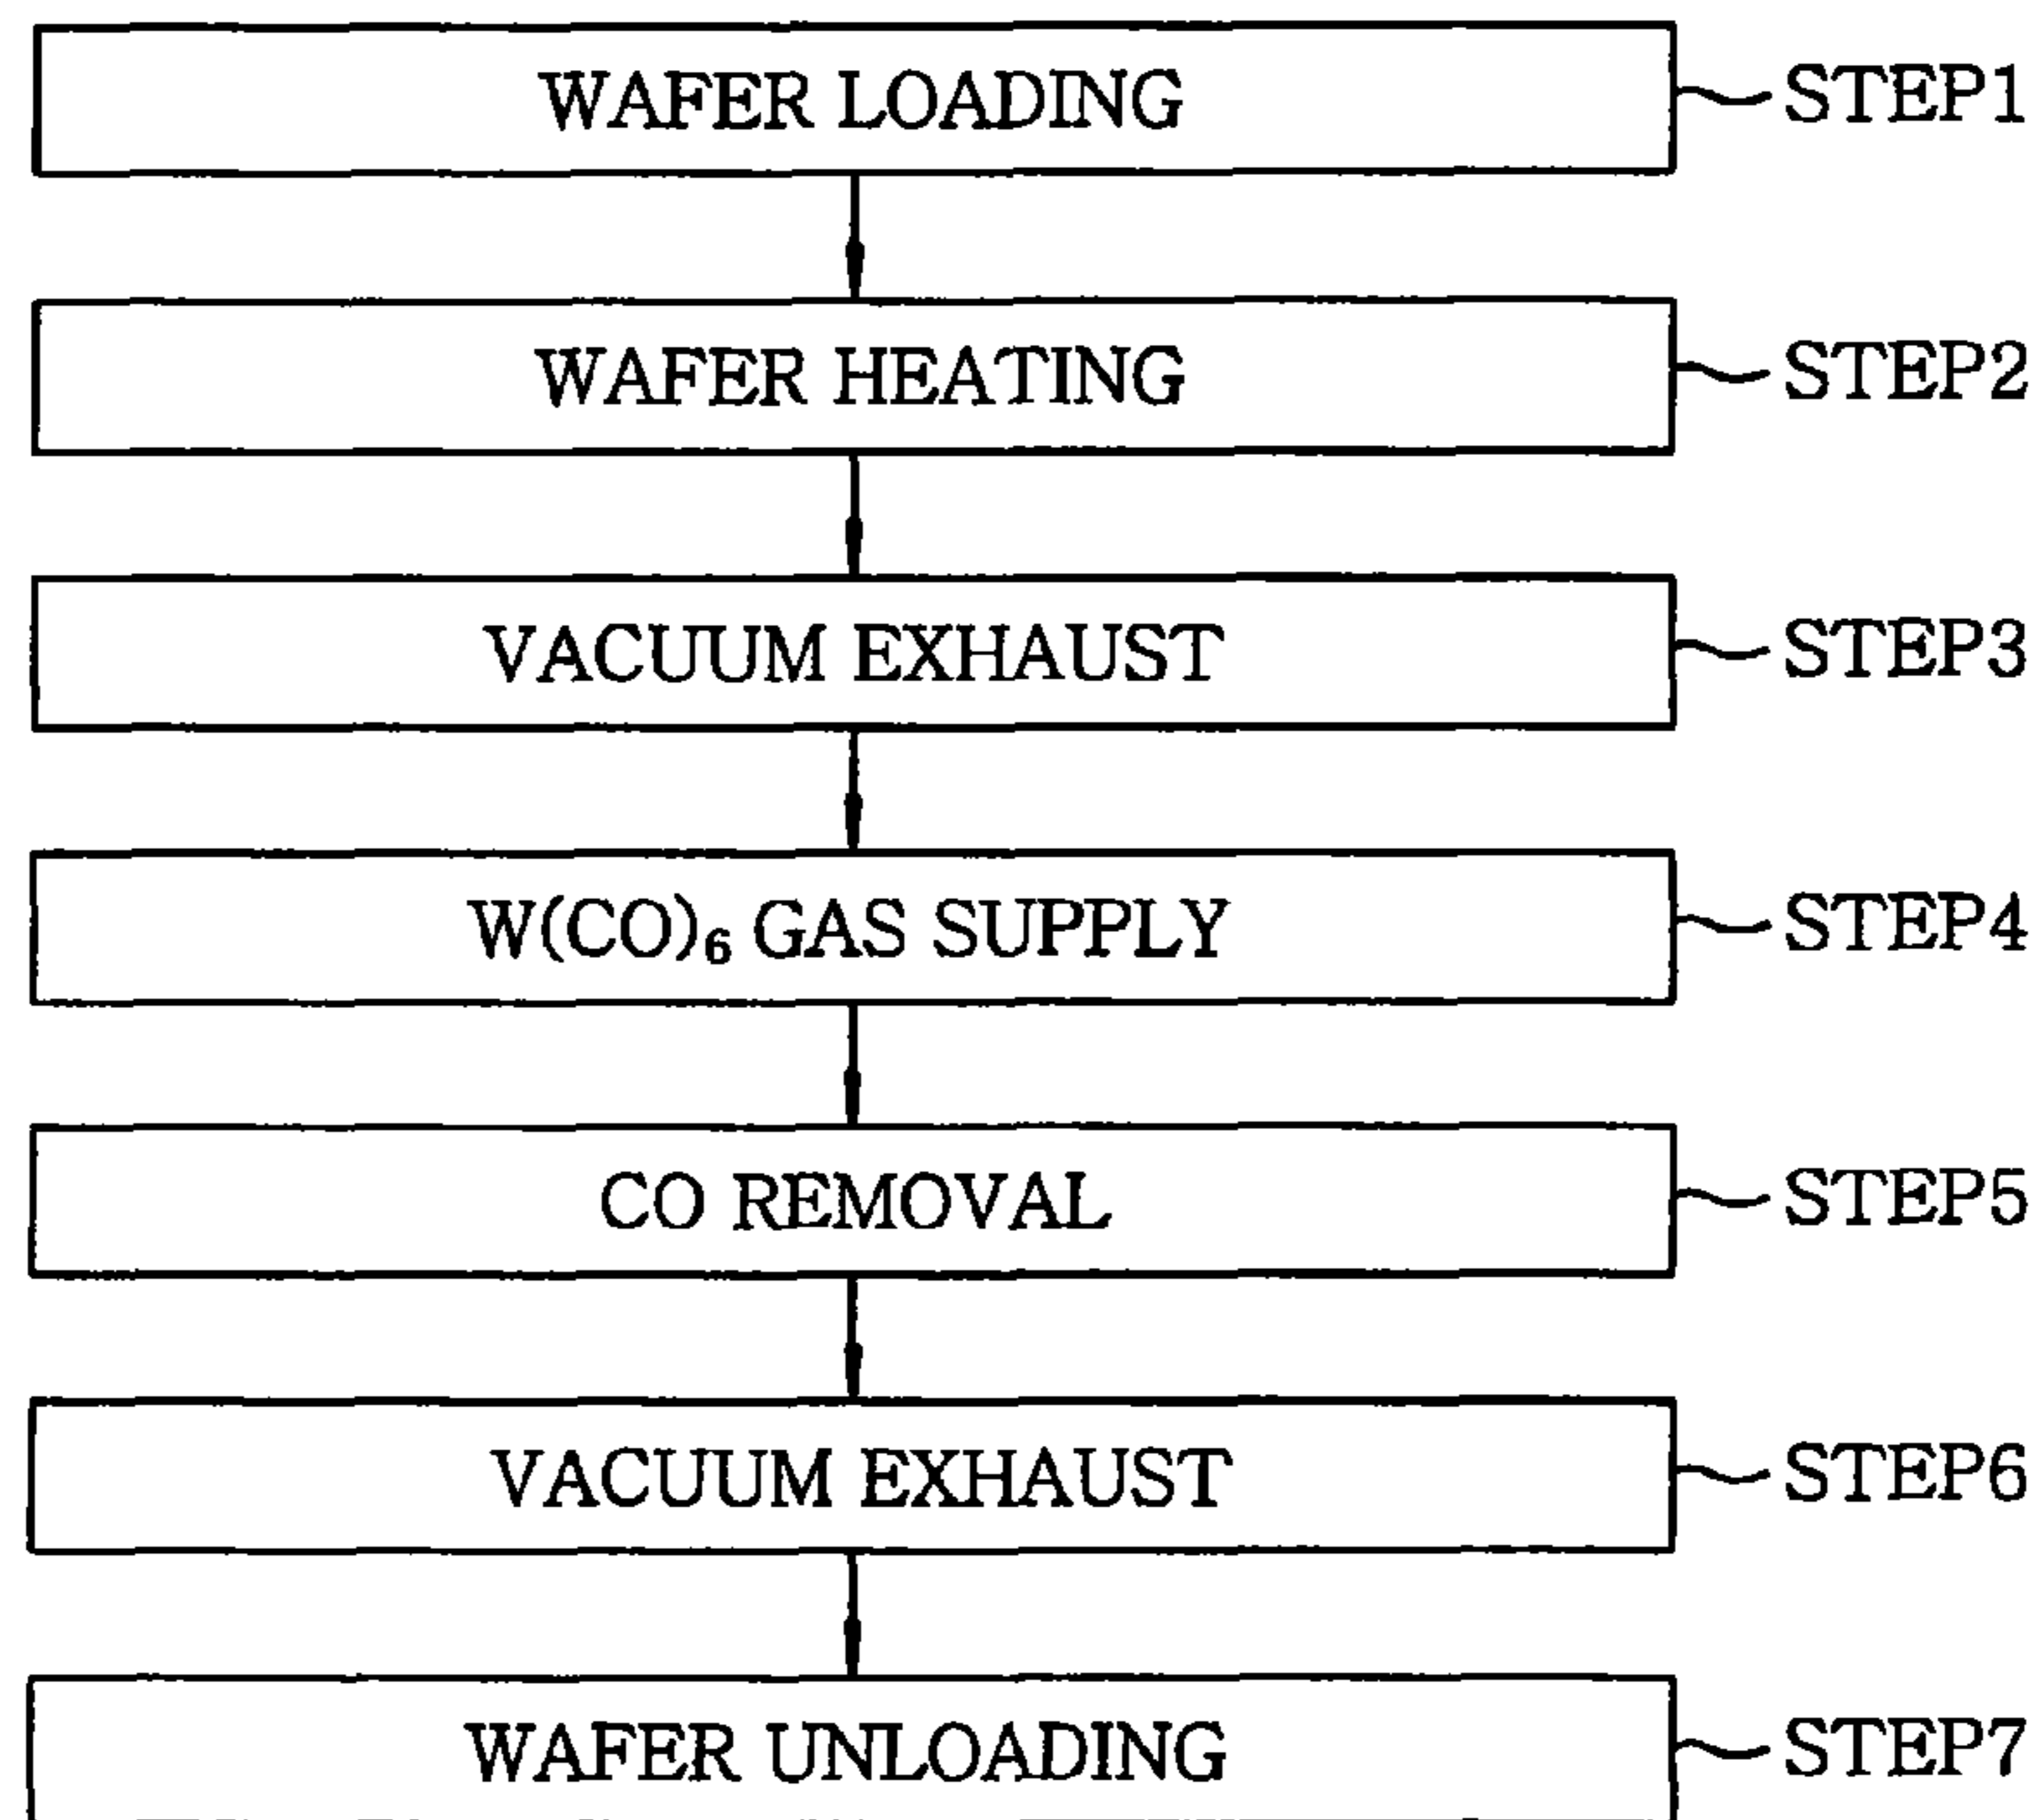 WAFER LOADING STEP1
WAFER HEATING STEP2
VACUUM EXHAUST STEP3
W(CO)₆ GAS SUPPLY STEP4
CO REMOVAL STEP5
VACUUM EXHAUST STEP6
WAFER UNLOADING STEP7